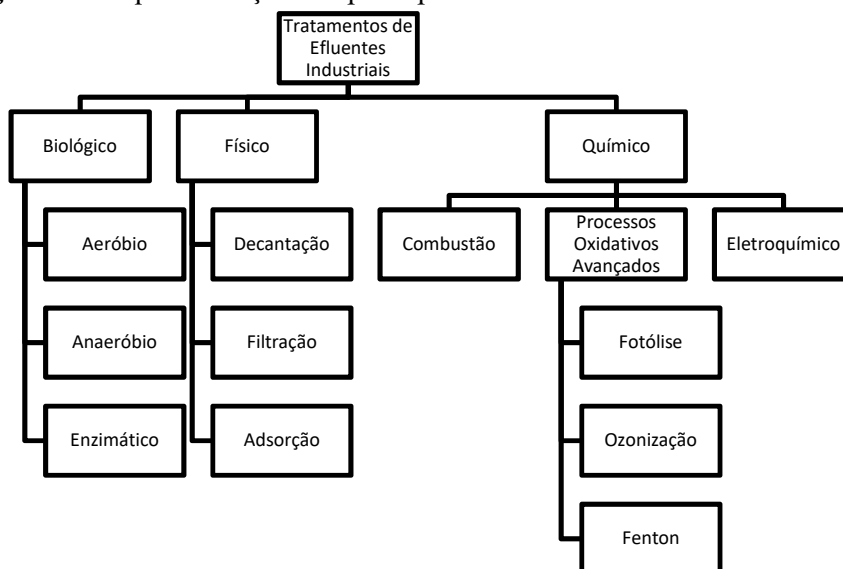 Tratamentos de
Efluentes
Industriais
Biológico
Físico
Químico
Aeróbio
Decantação
Combustão
Processos
Oxidativos
Avançados
Eletroquímico
Anaeróbio
Filtração
Fotólise
Enzimático
Adsorção
Ozonização
Fenton